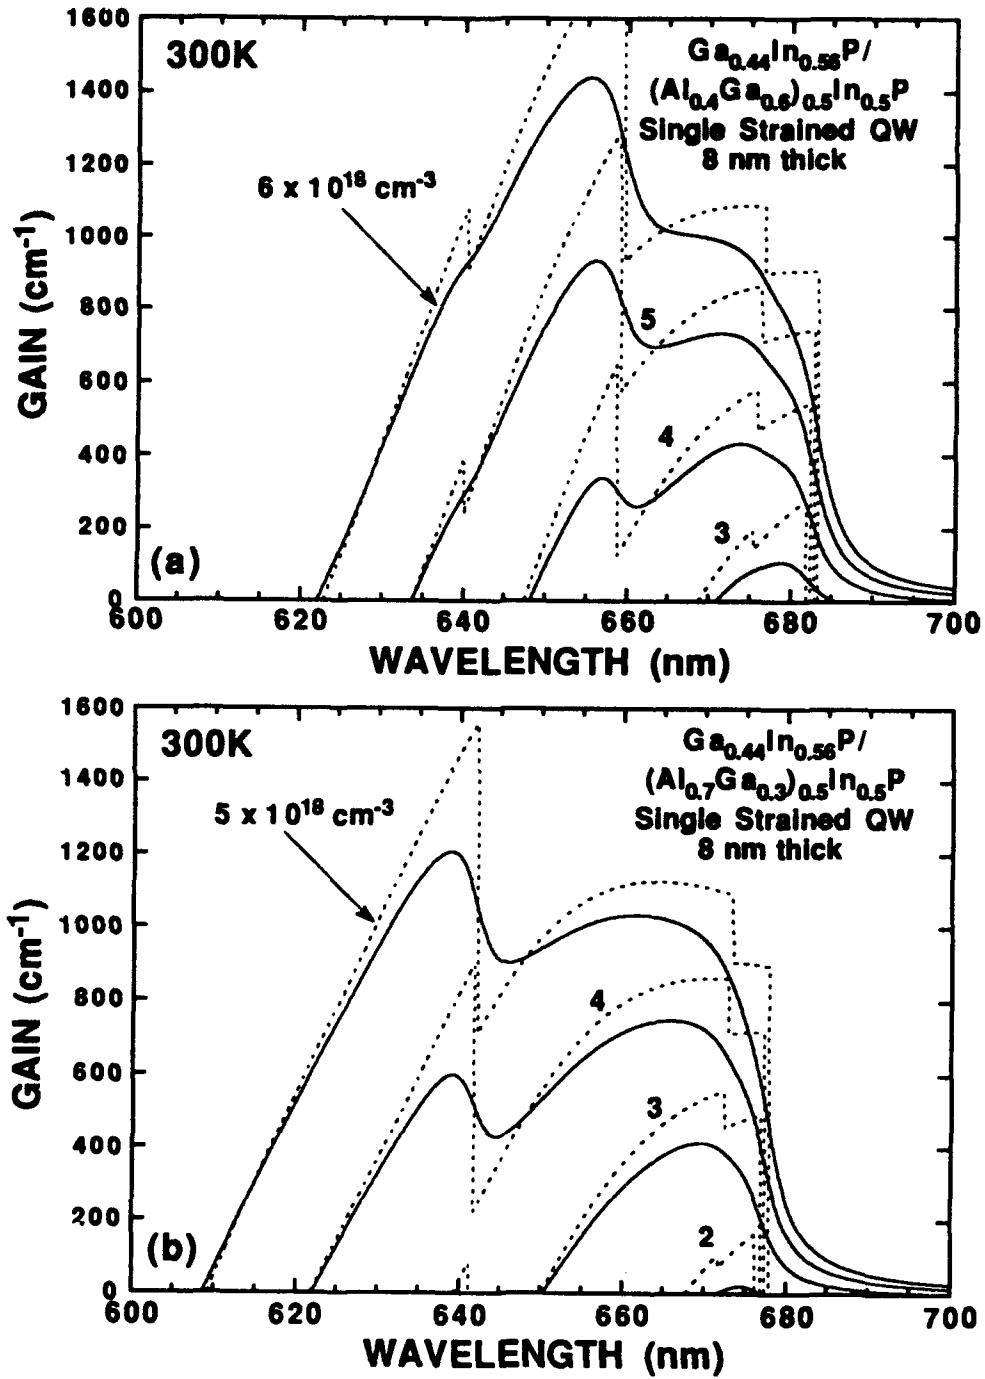 1600
1400
1200
1000
800
600
400
200
0
GAIN (cm⁻¹)
300K
Ga₀.₄₄In₀.₅₆P/
(Al₀.₄Ga₀.₆)₀.₅In₀.₅P
Single Strained QW
8 nm thick
6 x 10¹⁸ cm⁻³
5
4
3
(a)
600 620 640 660 680 700
WAVELENGTH (nm)
1600
1400
1200
1000
800
600
400
200
0
GAIN (cm⁻¹)
300K
Ga₀.₄₄In₀.₅₆P/
(Al₀.₇Ga₀.₃)₀.₅In₀.₅P
Single Strained QW
8 nm thick
5 x 10¹⁸ cm⁻³
4
3
2
(b)
600 620 640 660 680 700
WAVELENGTH (nm)